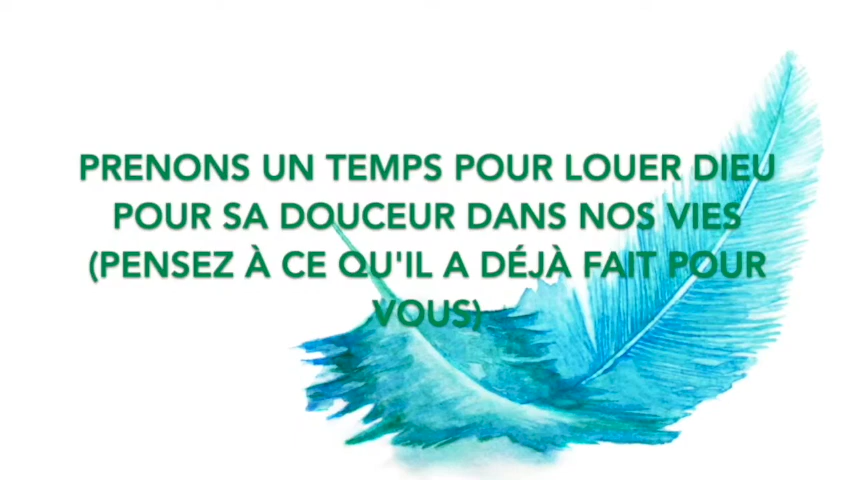 PRENONS UN TEMPS POUR LOUER DIEU
POUR SA DOUCEUR DANS NOS VIES
(PENSEZ À CE QU'IL A DÉJÀ FAIT POUR
VOUS)